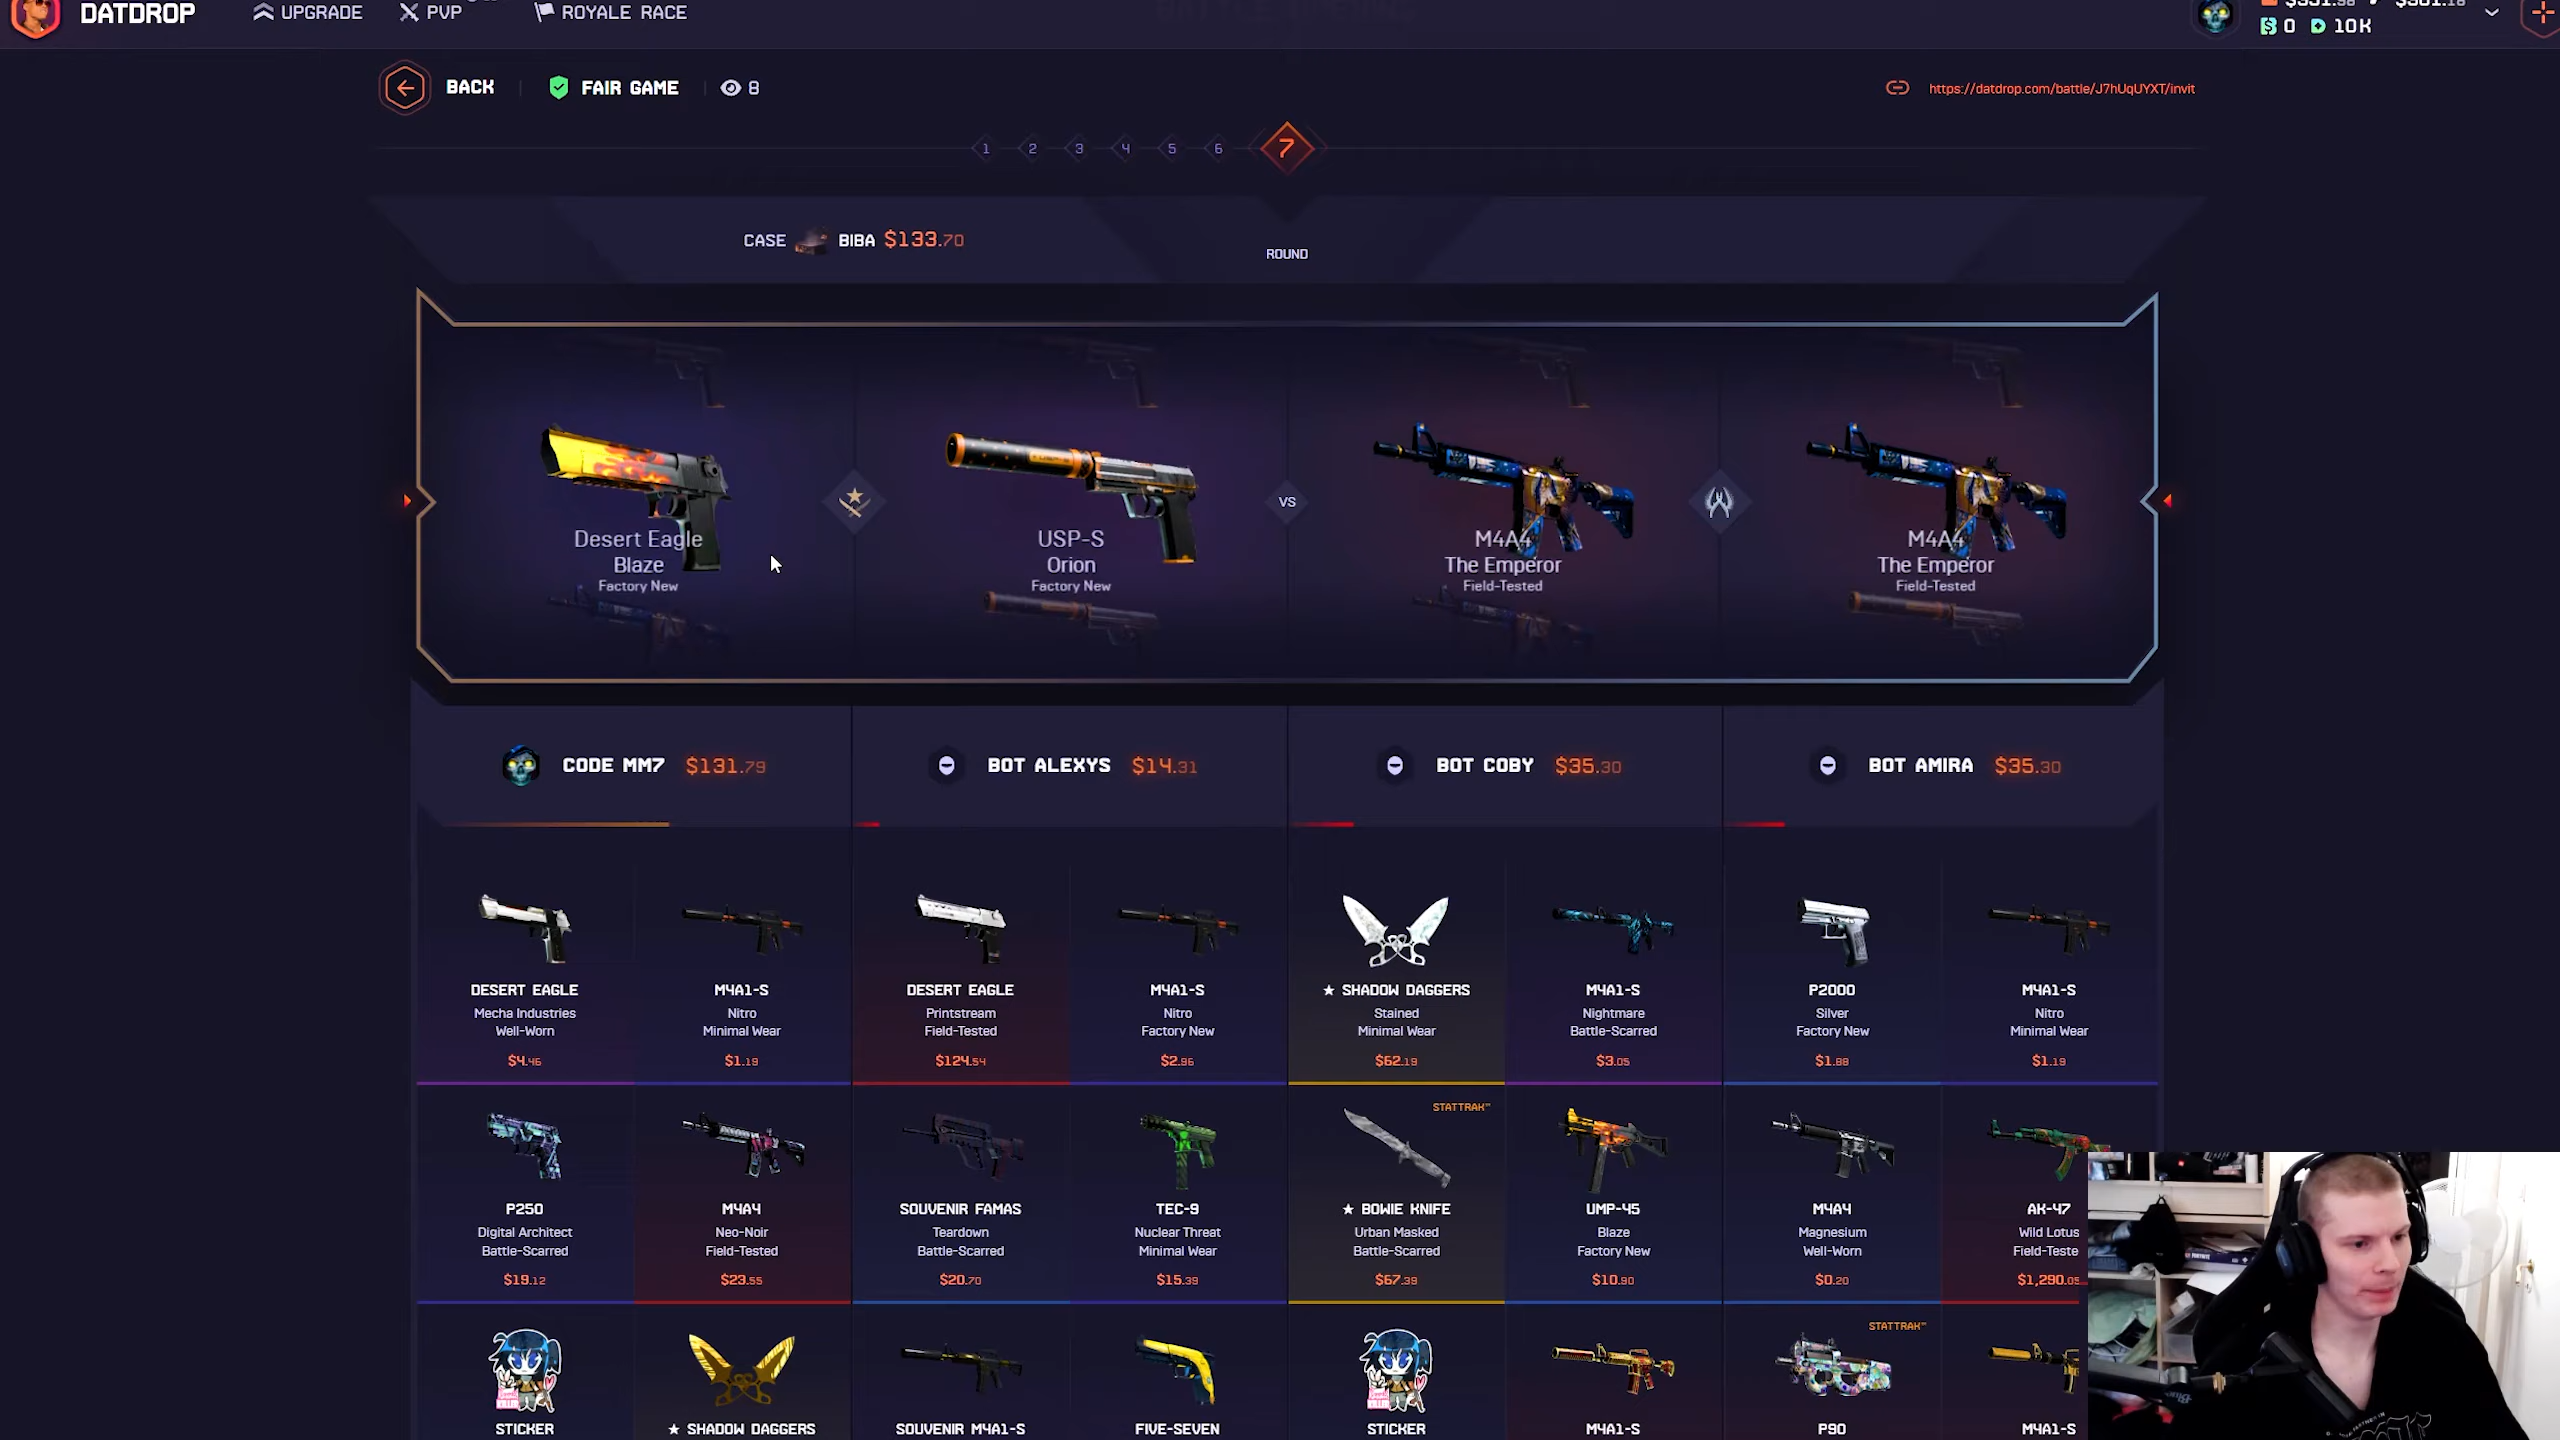 DATDROP
UPGRADE
PVP
ROYALE RACE
0 10K
BACK
FAIR GAME
8
https://datdrop.com/battle/J7hUqUYXT/invit
1 2 3 4 5 6 7
CASE BIBA $133.70
ROUND
Desert Eagle
Blaze
Factory New
USP-S
Orion
Factory New
VS
M4A4
The Emperor
Field-Tested
M4A4
The Emperor
Field-Tested
CODE MM7 $131.79
BOT ALEXYS $14.31
BOT COBY $35.30
BOT AMIRA $35.30
DESERT EAGLE
Mecha Industries
Well-Worn
$4.46
M4A1-S
Nitro
Minimal Wear
$1.19
DESERT EAGLE
Printstream
Field-Tested
$124.54
M4A1-S
Nitro
Factory New
$2.96
★ SHADOW DAGGERS
Stained
Minimal Wear
$62.19
M4A1-S
Nightmare
Battle-Scarred
$3.05
P2000
Silver
Factory New
$1.88
M4A1-S
Nitro
Minimal Wear
$1.19
P250
Digital Architect
Battle-Scarred
$19.12
M4A4
Neo-Noir
Field-Tested
$23.55
SOUVENIR FAMAS
Teardown
Battle-Scarred
$20.70
TEC-9
Nuclear Threat
Minimal Wear
$15.39
STATTRAK™
★ BOWIE KNIFE
Urban Masked
Battle-Scarred
$67.39
UMP-45
Blaze
Factory New
$10.90
M4A4
Magnesium
Well-Worn
$0.20
AK-47
Wild Lotus
Field-Teste
$1,290.05
STICKER
★ SHADOW DAGGERS
SOUVENIR M4A1-S
FIVE-SEVEN
STICKER
M4A1-S
STATTRAK™
P90
M4A1-S